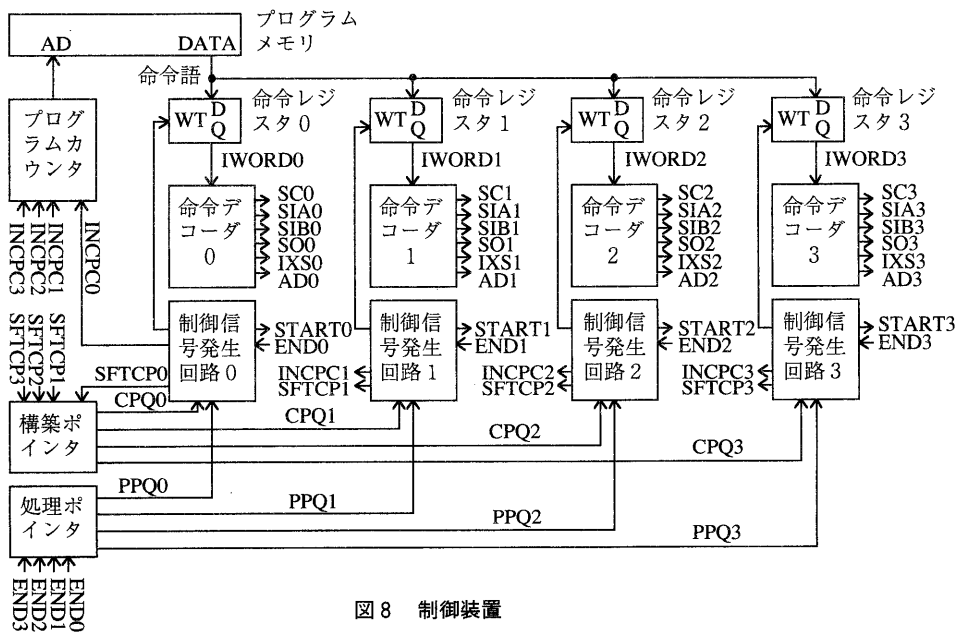 プログラム
メモリ
AD
DATA
命令語
プログ
ラムカ
ウンタ
WT
D
Q
命令レジ
スタ0
WT
D
Q
命令レジ
スタ1
WT
D
Q
命令レジ
スタ2
WT
D
Q
命令レジ
スタ3
IWORD0
IWORD1
IWORD2
IWORD3
命令デ
コーダ
0
SC0
SIA0
SIB0
SO0
IXS0
AD0
命令デ
コーダ
1
SC1
SIA1
SIB1
SO1
IXS1
AD1
命令デ
コーダ
2
SC2
SIA2
SIB2
SO2
IXS2
AD2
命令デ
コーダ
3
SC3
SIA3
SIB3
SO3
IXS3
AD3
INCPC3
INCPC2
INCPC1
INCPC0
制御信
号発生
回路0
START0
END0
制御信
号発生
回路1
START1
END1
INCPC1
SFTCP1
制御信
号発生
回路2
START2
END2
INCPC2
SFTCP2
制御信
号発生
回路3
START3
END3
INCPC3
SFTCP3
SFTCP3
SFTCP2
SFTCP1
SFTCP0
構築ポ
インタ
CPQ0
CPQ1
CPQ2
CPQ3
処理ポ
インタ
PPQ0
PPQ1
PPQ2
PPQ3
END3
END2
END1
END0
図8 制御装置